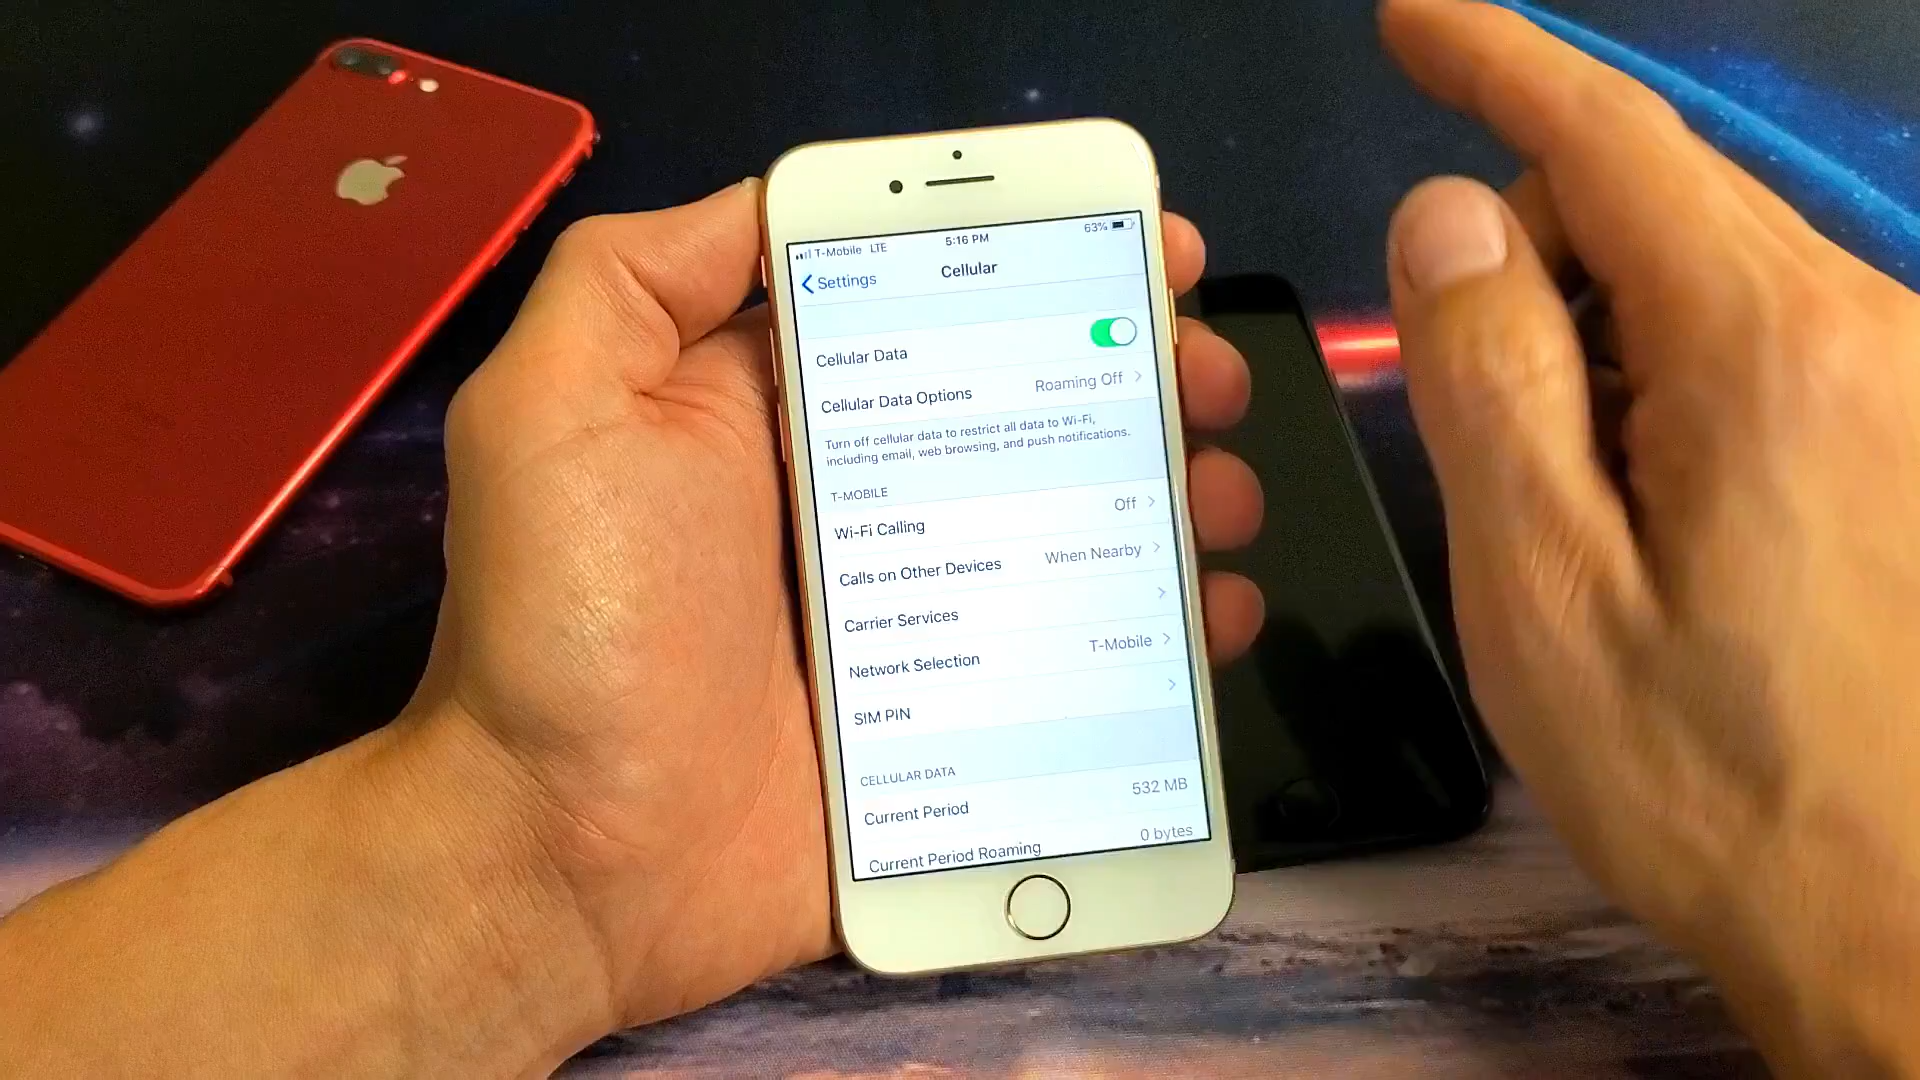 T-Mobile LTE 5:16 PM 63%
Settings Cellular
Cellular Data
Cellular Data Options Roaming Off
Turn off cellular data to restrict all data to Wi-Fi,
including email, web browsing, and push notifications.
T-MOBILE
Wi-Fi Calling Off
Calls on Other Devices When Nearby
Carrier Services
Network Selection T-Mobile
SIM PIN
CELLULAR DATA
Current Period 532 MB
Current Period Roaming 0 bytes